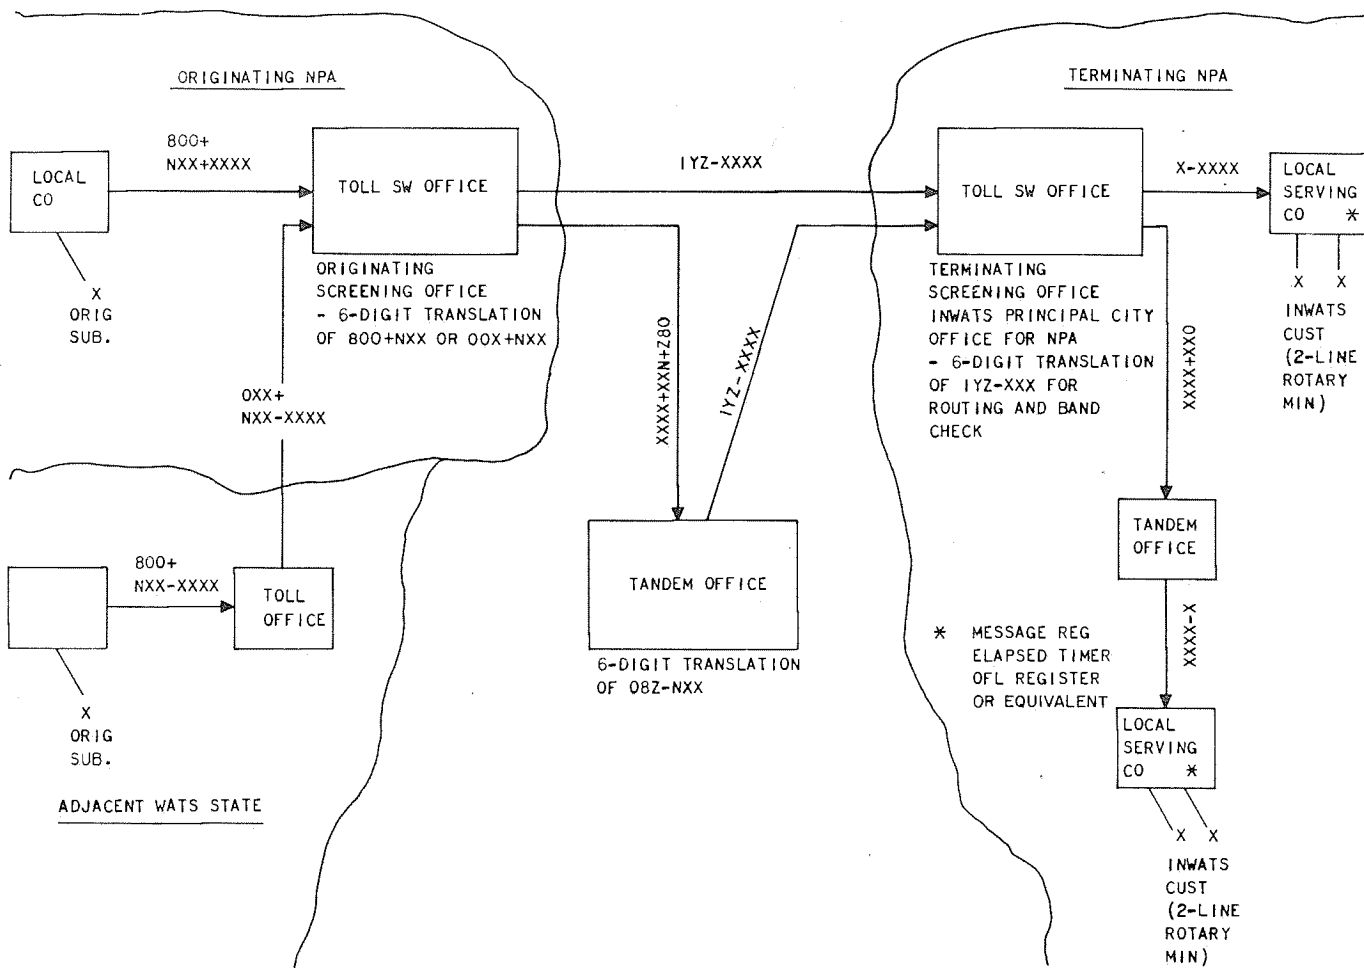 ORIGINATING NPA
TERMINATING NPA
800+
NXX+XXXX
LOCAL
CO
TOLL SW OFFICE
1YZ-XXXX
TOLL SW OFFICE
X-XXXX
LOCAL
SERVING
CO *
X
ORIG
SUB.
ORIGINATING
SCREENING OFFICE
- 6-DIGIT TRANSLATION
OF 800+NXX OR 00X+NXX
TERMINATING
SCREENING OFFICE
INWATS PRINCIPAL CITY
OFFICE FOR NPA
- 6-DIGIT TRANSLATION
OF 1YZ-XXX FOR
ROUTING AND BAND
CHECK
X X
INWATS
CUST
(2-LINE
ROTARY
MIN)
0XX+
NXX-XXXX
08Z+NXX+XXXX
1YZ-XXXX
0XX+XXXX
800+
NXX-XXXX
TOLL
OFFICE
TANDEM OFFICE
6-DIGIT TRANSLATION
OF 08Z-NXX
TANDEM
OFFICE
X-XXXX
* MESSAGE REG
ELAPSED TIMER
OFL REGISTER
OR EQUIVALENT
X
ORIG
SUB.
ADJACENT WATS STATE
LOCAL
SERVING
CO *
X X
INWATS
CUST
(2-LINE
ROTARY
MIN)